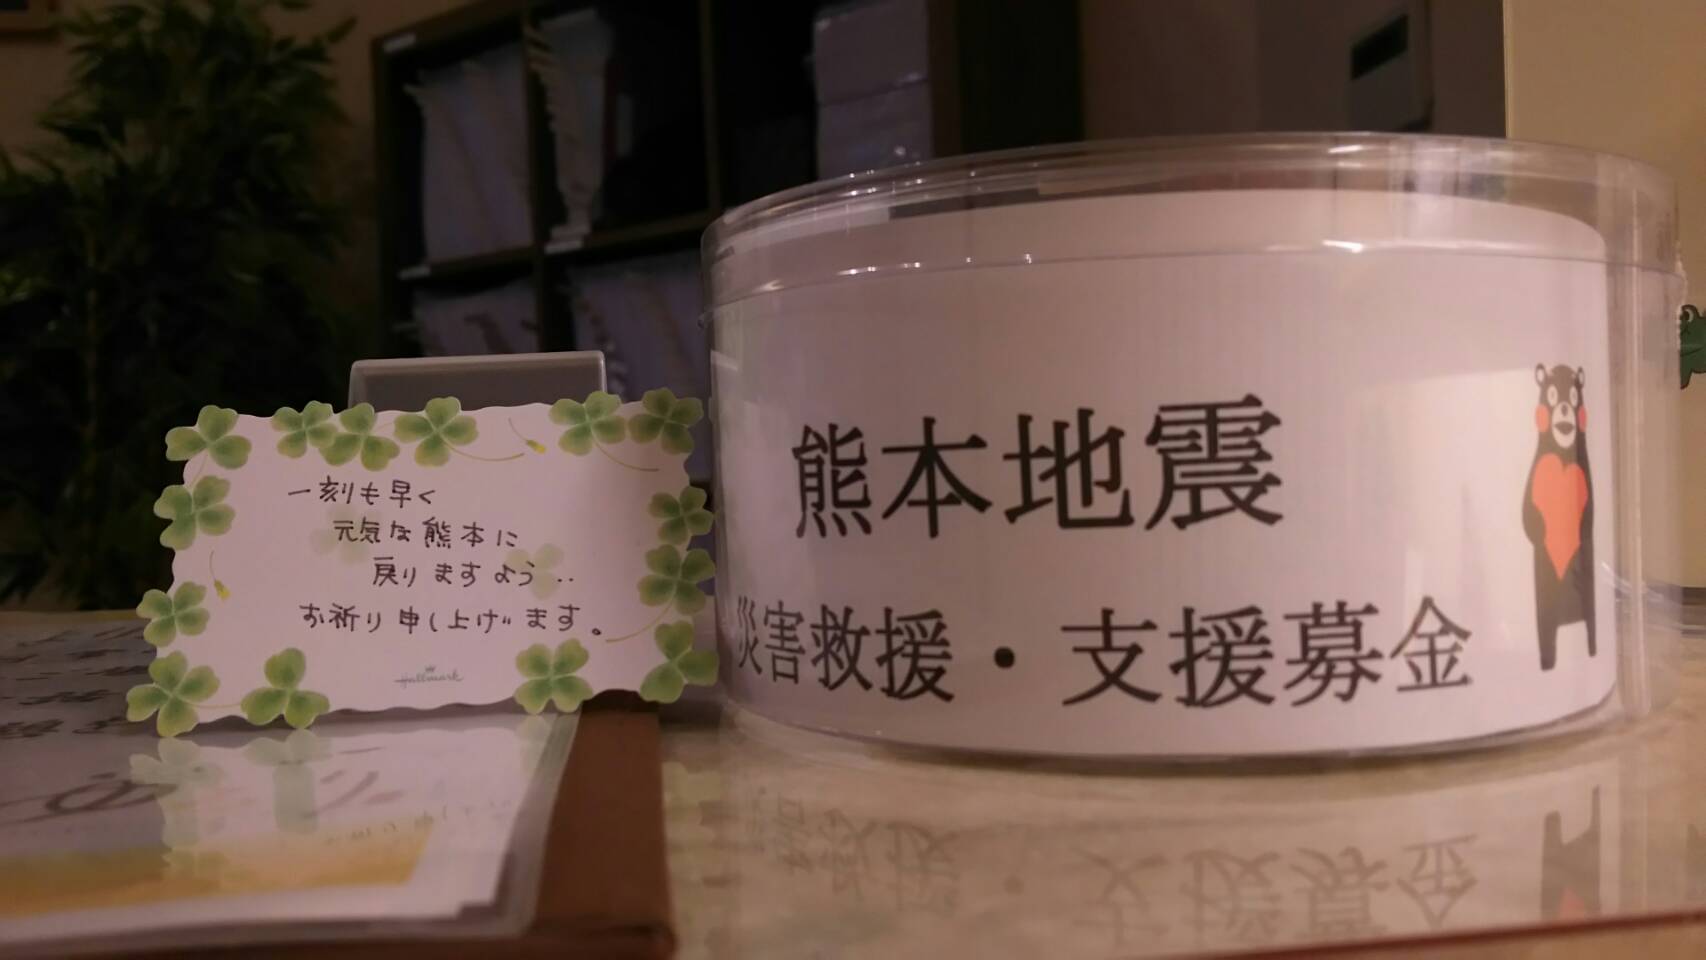 一刻も早く
元気な熊本に
戻りますよう‥
お祈り申し上げます。
Hallmark
熊本地震
災害救援・支援募金